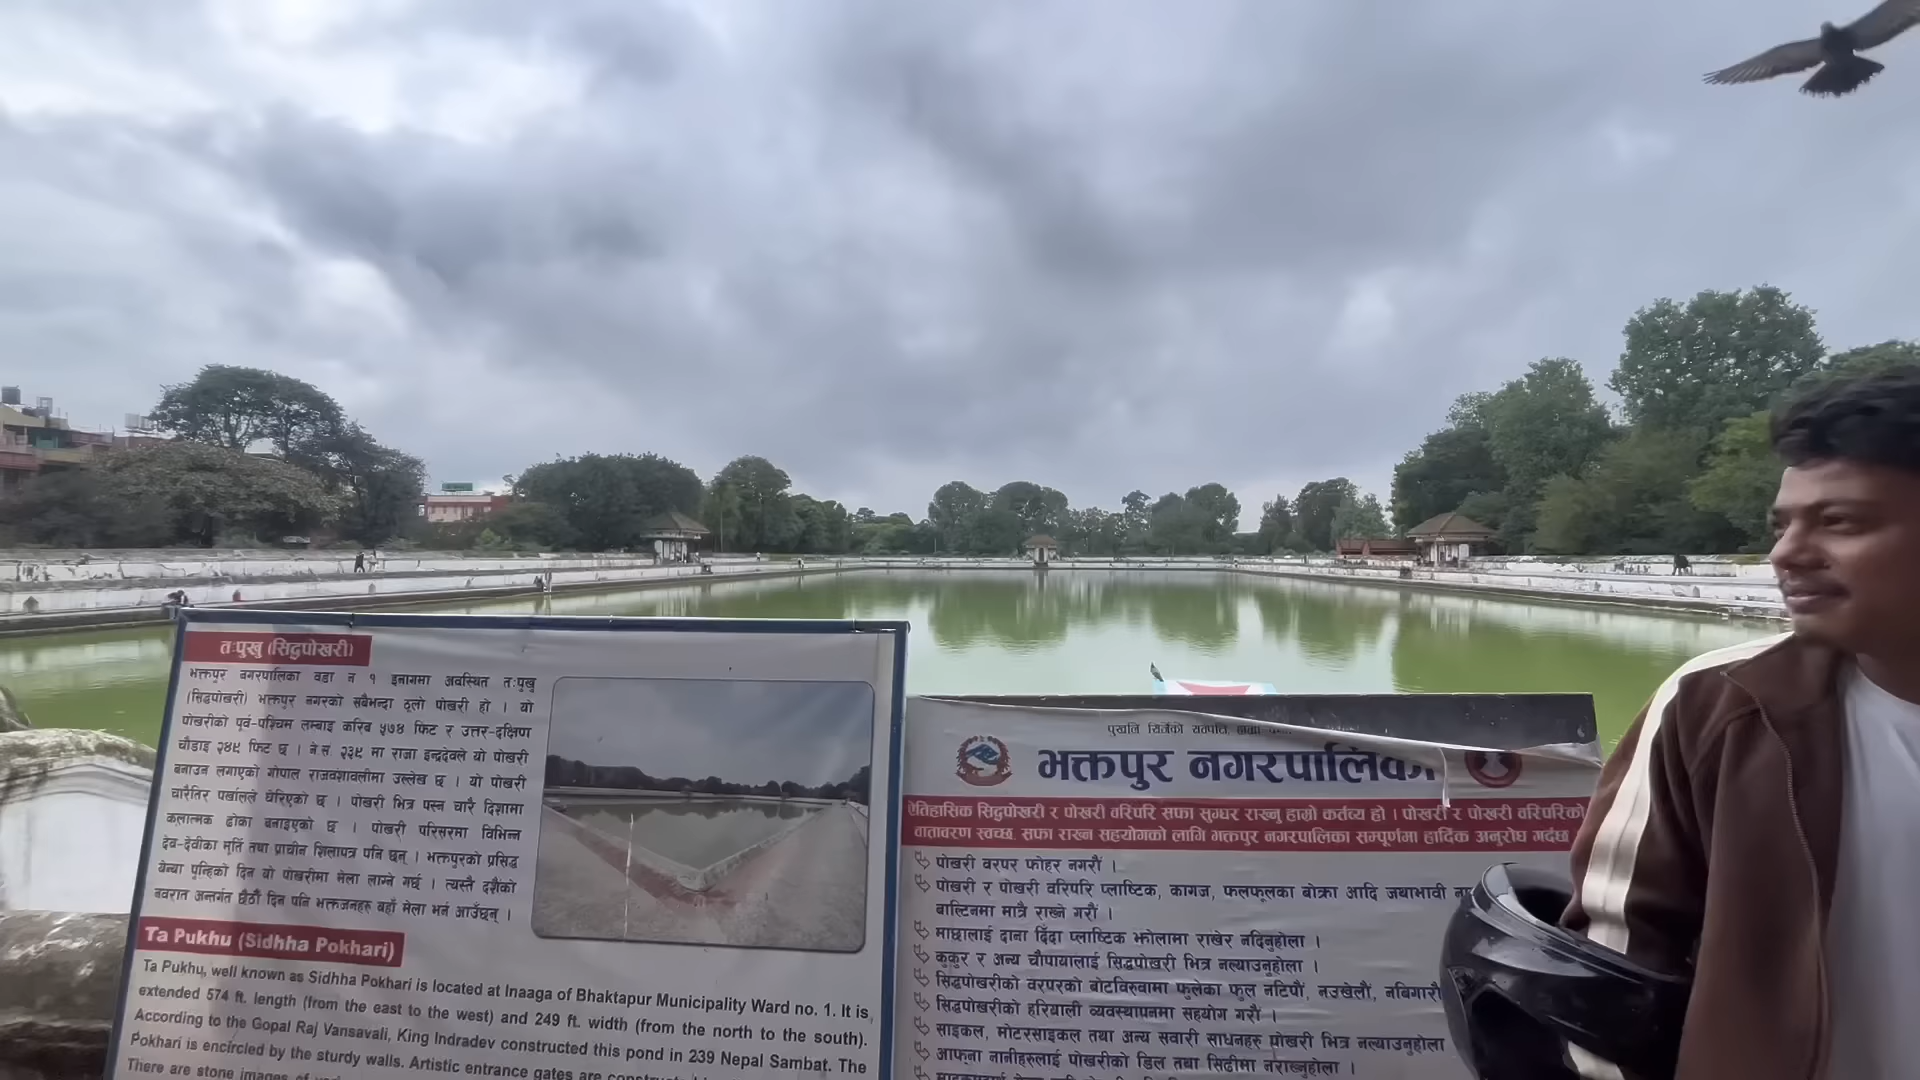 तःपुखु (सिद्धपोखरी)
भक्तपुर नगरपालिका वडा नं १ इनागमा अवस्थित तःपुखु
(सिद्धपोखरी) भक्तपुर नगरको सबैभन्दा ठूलो पोखरी हो । यो
पोखरीको पूर्व-पश्चिम लम्बाइ करिब ५७४ फिट र उत्तर-दक्षिण
चौडाइ २४९ फिट छ । ने.सं. २३९ मा राजा इन्द्रदेवले यो पोखरी
बनाउन लगाएको गोपाल राजवंशावलीमा उल्लेख छ । यो पोखरी
चारैतिर पर्खालले घेरिएको छ । पोखरी भित्र पस्न चारै दिशामा
कलात्मक ढोका बनाइएको छ । पोखरी परिसरमा विभिन्न
देव-देवीका मूर्ति तथा प्राचीन शिलापत्र पनि छन् । भक्तपुरको प्रसिद्ध
येन्या पुन्हिको दिन यो पोखरीमा मेला लाग्ने गर्छ । त्यस्तै दशैंको
नवरात अन्तर्गत छैठौँ दिन पनि भक्तजनहरु यहाँ मेला भर्न आउँछन् ।
Ta Pukhu (Sidhha Pokhari)
Ta Pukhu, well known as Sidhha Pokhari is located at Inaaga of Bhaktapur Municipality Ward no. 1. It is
extended 574 ft. length (from the east to the west) and 249 ft. width (from the north to the south).
According to the Gopal Raj Vansavali, King Indradev constructed this pond in 239 Nepal Sambat. The
Pokhari is encircled by the sturdy walls. Artistic entrance gates are
There are stone images of
पुर्खाले सिर्जेको सम्पत्ति, हाम्रो
भक्तपुर नगरपालिका
ऐतिहासिक सिद्धपोखरी र पोखरी वरिपरि सफा सुग्घर राख्नु हाम्रो कर्तव्य हो । पोखरी र पोखरी वरिपरिको
वातावरण स्वच्छ, सफा राख्न सहयोगको लागि भक्तपुर नगरपालिका सम्पूर्णमा हार्दिक अनुरोध गर्दछ
पोखरी वरपर फोहर नगरौं ।
पोखरी र पोखरी वरिपरि प्लाष्टिक, कागज, फलफूलका बोक्रा आदि जथाभावी
बाल्टिनमा मात्रै राख्ने गरौं ।
माछालाई दाना दिँदा प्लाष्टिक झोलामा राखेर नदिनुहोला ।
कुकुर र अन्य चौपायालाई सिद्धपोखरी भित्र नल्याउनुहोला ।
सिद्धपोखरीको वरपरको बोटविरुवामा फुलेका फुल नटिपौं, नउखेलौं, नबिगारौं
सिद्धपोखरीको हरियाली व्यवस्थापनमा सहयोग गरौं ।
साइकल, मोटरसाइकल तथा अन्य सवारी साधनहरु पोखरी भित्र नल्याउनुहोला
आफ्ना नानीहरुलाई पोखरीको डिल तथा सिढीमा नराख्नुहोला ।